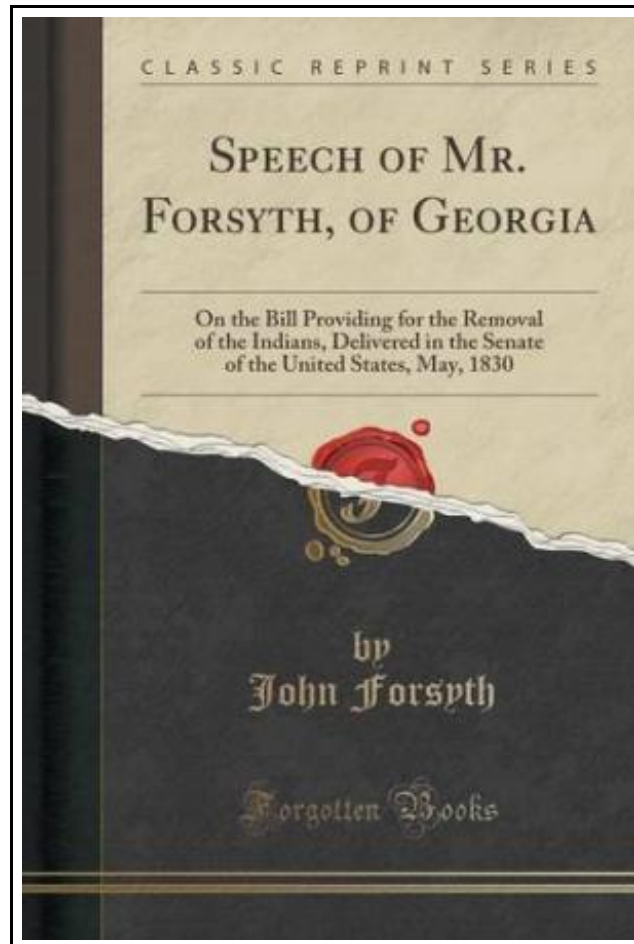 CLASSIC REPRINT SERIES
SPEECH OF MR.
FORSYTH, OF GEORGIA
On the Bill Providing for the Removal
of the Indians, Delivered in the Senate
of the United States, May, 1830
by
John Forsyth
Forgotten Books